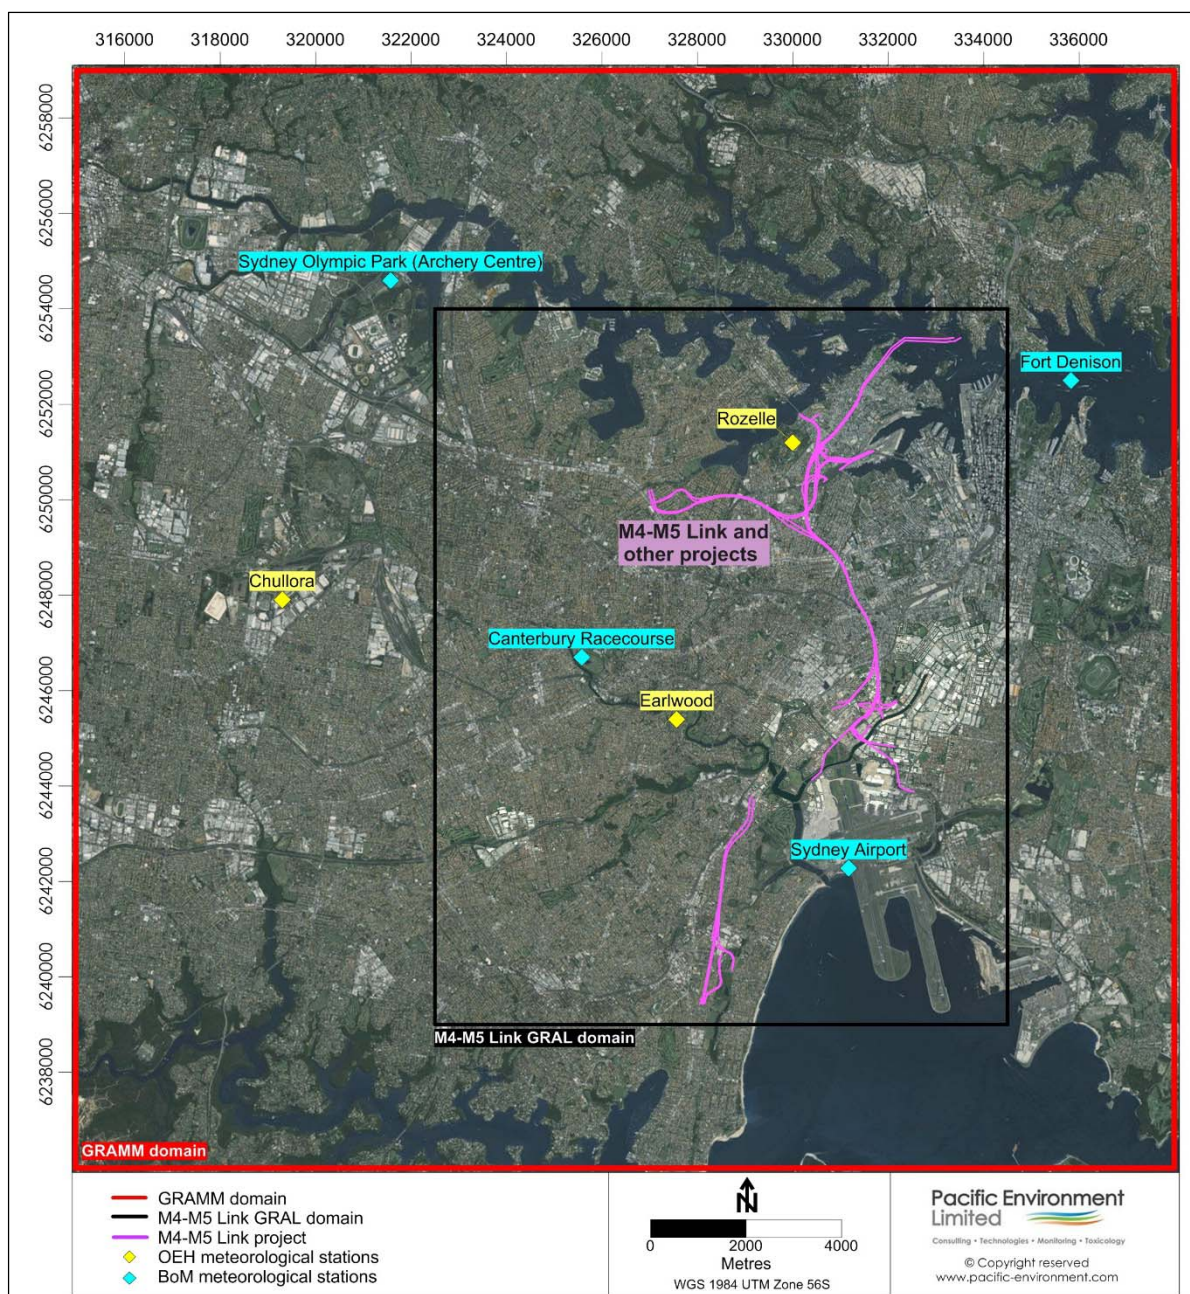 316000
318000
320000
322000
324000
326000
328000
330000
332000
334000
336000
6258000
6256000
6254000
6252000
6250000
6248000
6246000
6244000
6242000
6240000
6238000
Sydney Olympic Park (Archery Centre)
Fort Denison
Rozelle
M4-M5 Link and
other projects
Chullora
Canterbury Racecourse
Earlwood
Sydney Airport
M4-M5 Link GRAL domain
GRAMM domain
GRAMM domain
M4-M5 Link GRAL domain
M4-M5 Link project
OEH meteorological stations
BoM meteorological stations
N
0 2000 4000
Metres
WGS 1984 UTM Zone 56S
Pacific Environment
Limited
Consulting • Technologies • Monitoring • Toxicology
© Copyright reserved
www.pacific-environment.com